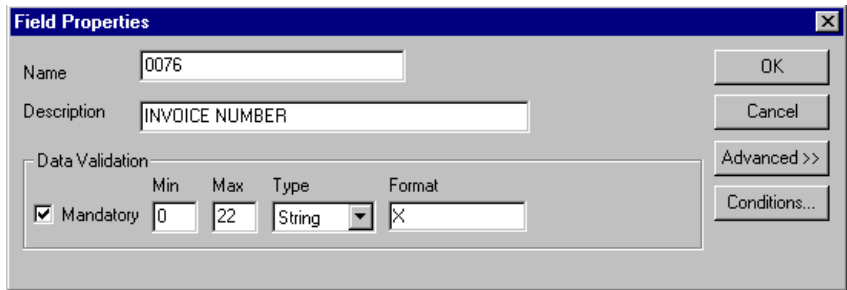 Field Properties
Name
0076
OK
Description
INVOICE NUMBER
Cancel
Data Validation
Advanced >>
Min Max Type Format
Mandatory 0 22 String X
Conditions...